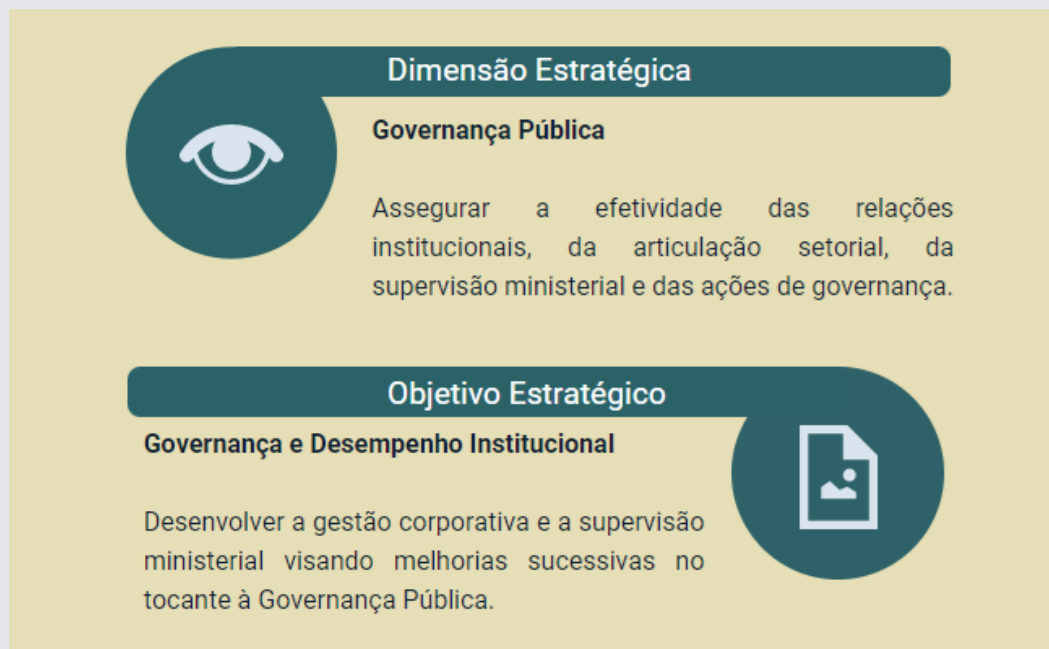 Dimensão Estratégica
Governança Pública
Assegurar a efetividade das relações
institucionais, da articulação setorial, da
supervisão ministerial e das ações de governança.
Objetivo Estratégico
Governança e Desempenho Institucional
Desenvolver a gestão corporativa e a supervisão
ministerial visando melhorias sucessivas no
tocante à Governança Pública.